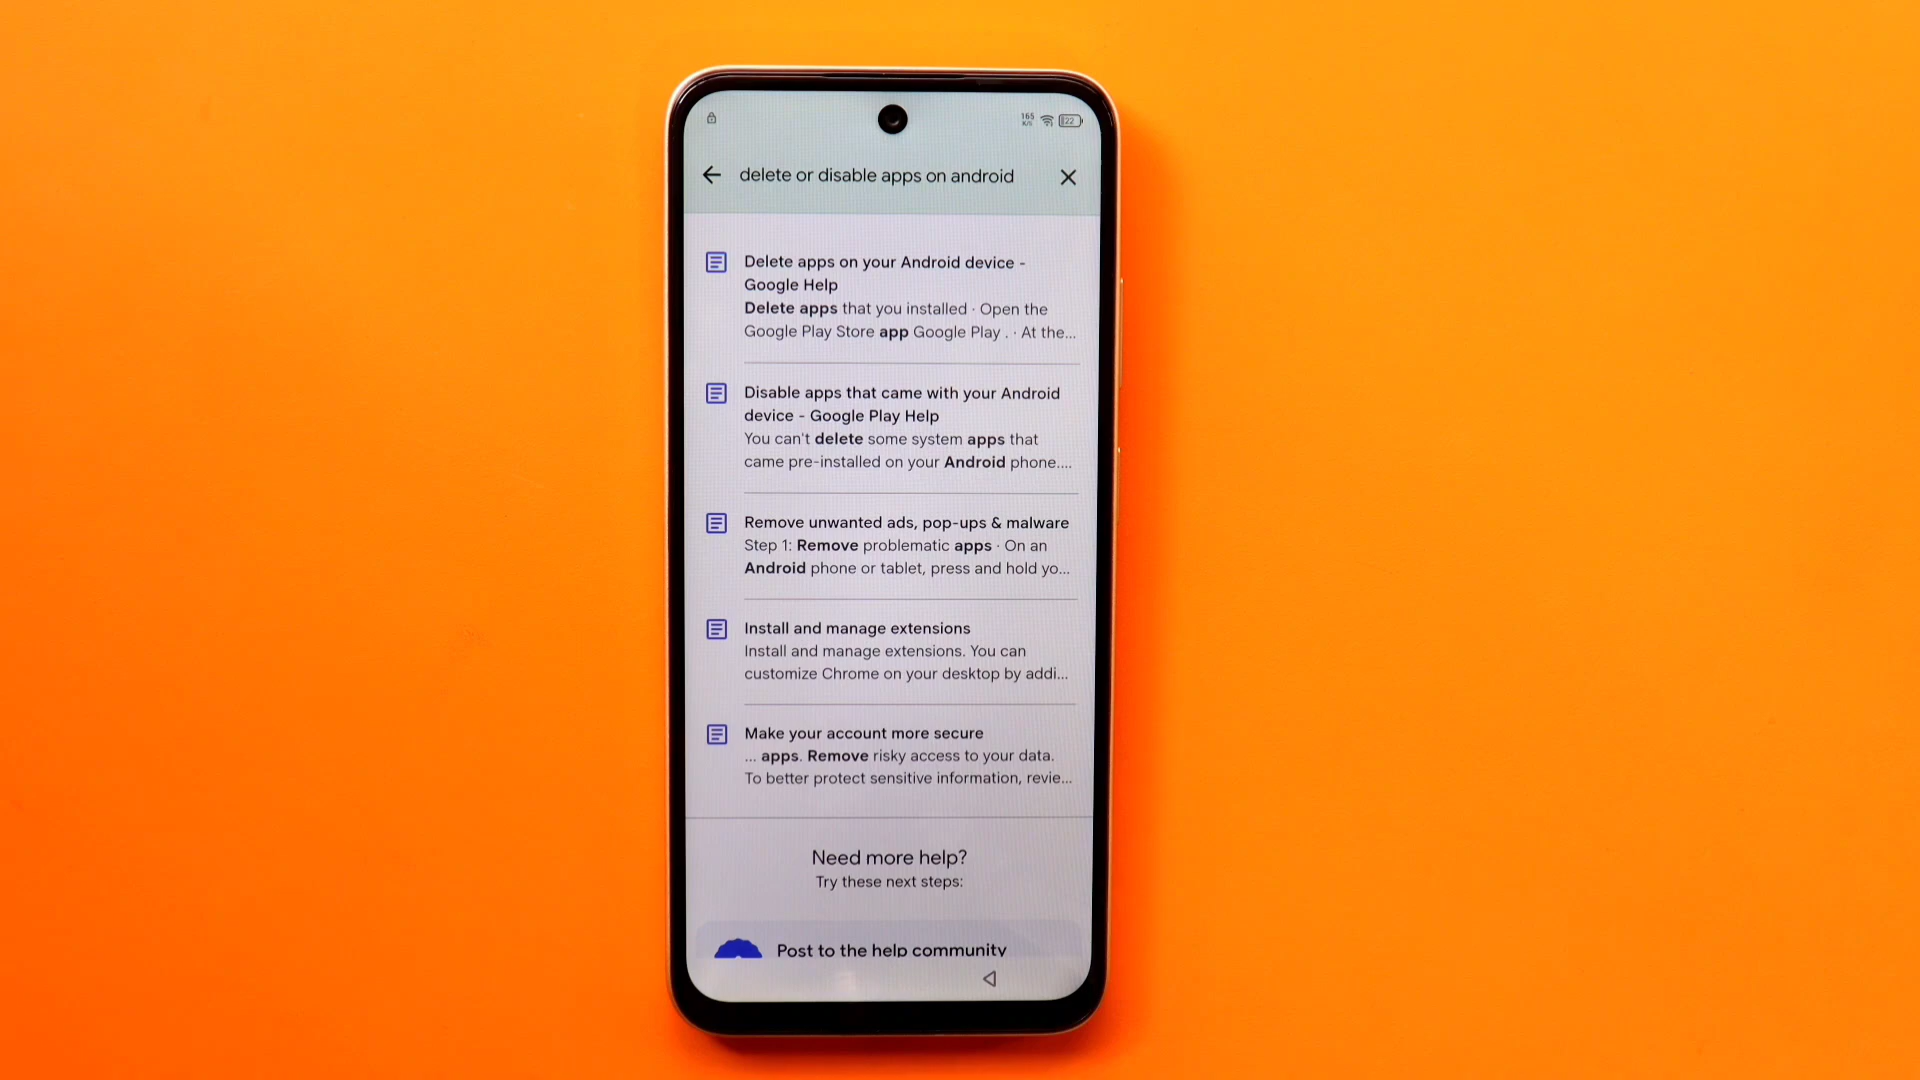 165
K/S
22
delete or disable apps on android
Delete apps on your Android device -
Google Help
Delete apps that you installed · Open the
Google Play Store app Google Play . · At the...
Disable apps that came with your Android
device - Google Play Help
You can't delete some system apps that
came pre-installed on your Android phone....
Remove unwanted ads, pop-ups & malware
Step 1: Remove problematic apps · On an
Android phone or tablet, press and hold yo...
Install and manage extensions
Install and manage extensions. You can
customize Chrome on your desktop by addi...
Make your account more secure
... apps. Remove risky access to your data.
To better protect sensitive information, revie...
Need more help?
Try these next steps:
Post to the help community